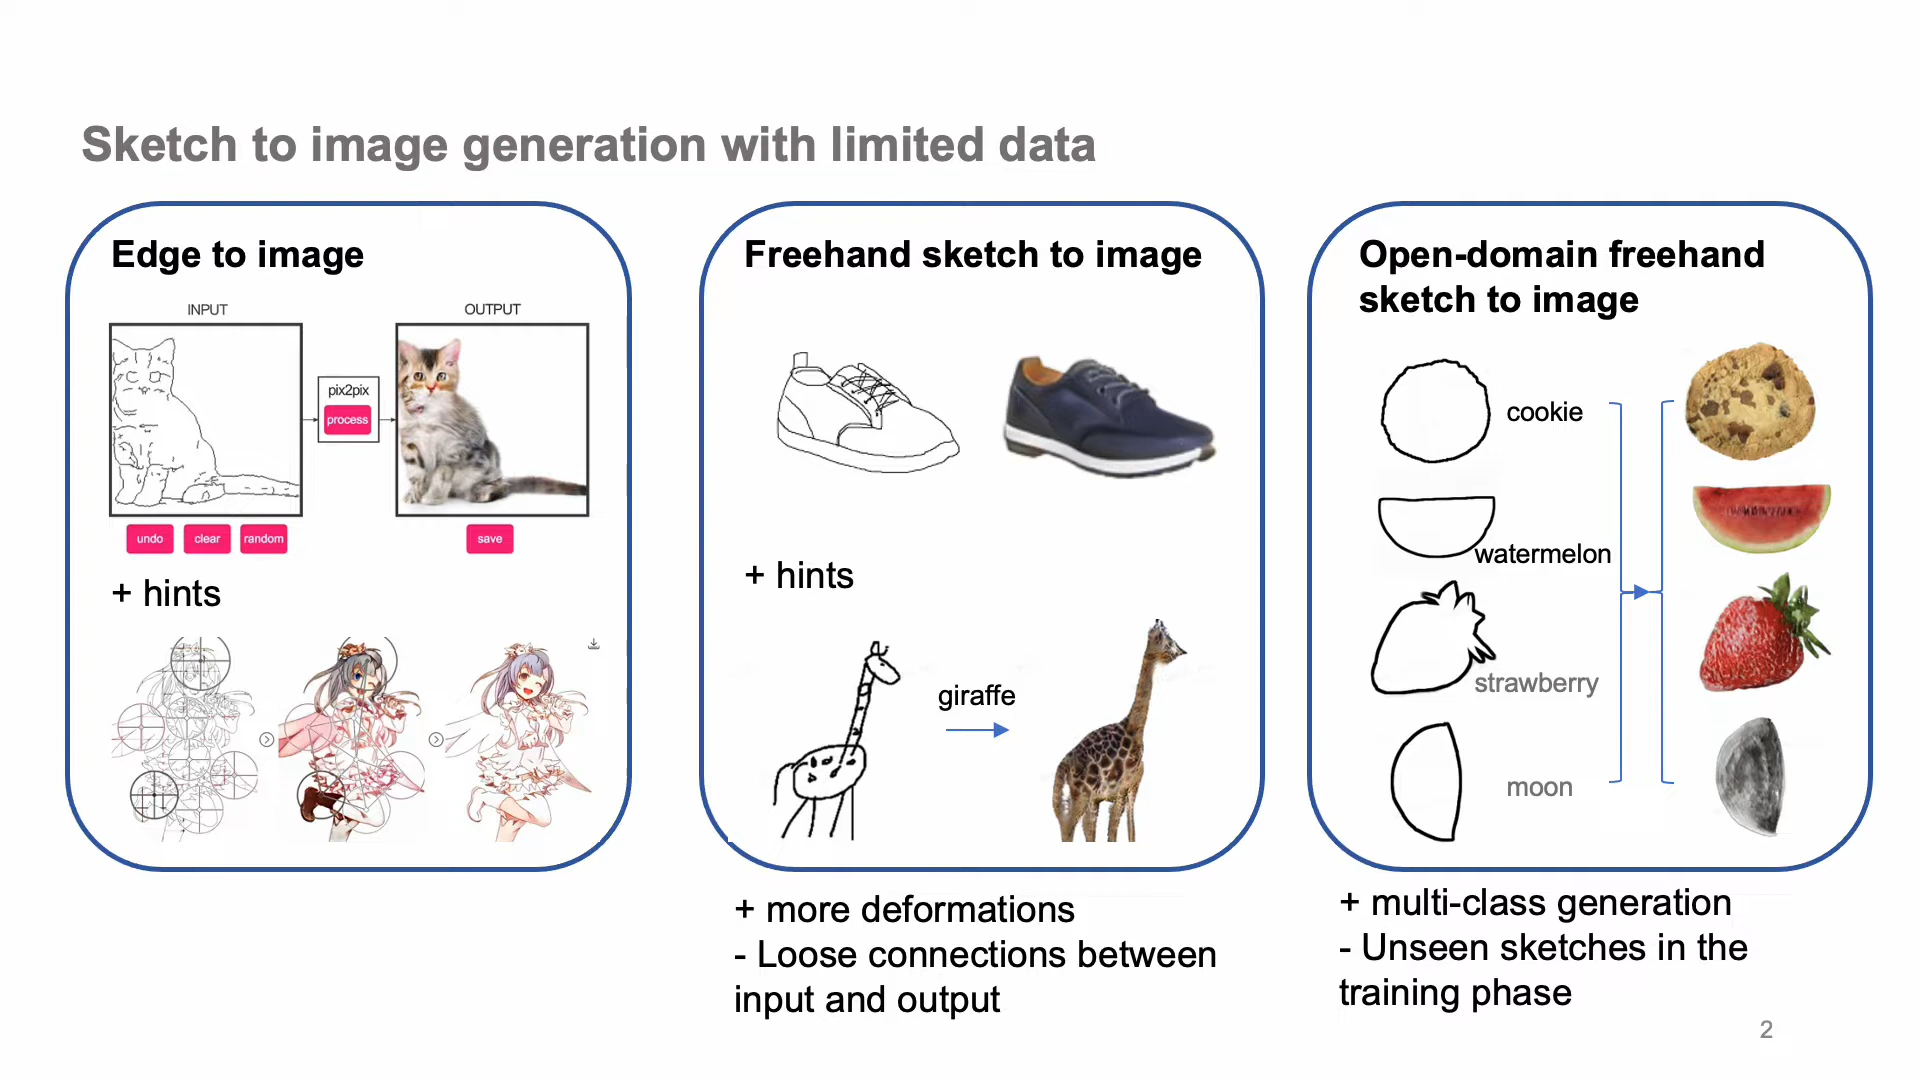 Sketch to image generation with limited data
Edge to image
INPUT
OUTPUT
pix2pix
process
undo
clear
random
save
+ hints
Freehand sketch to image
+ hints
giraffe
+ more deformations
- Loose connections between
input and output
Open-domain freehand
sketch to image
cookie
watermelon
strawberry
moon
+ multi-class generation
- Unseen sketches in the
training phase
2